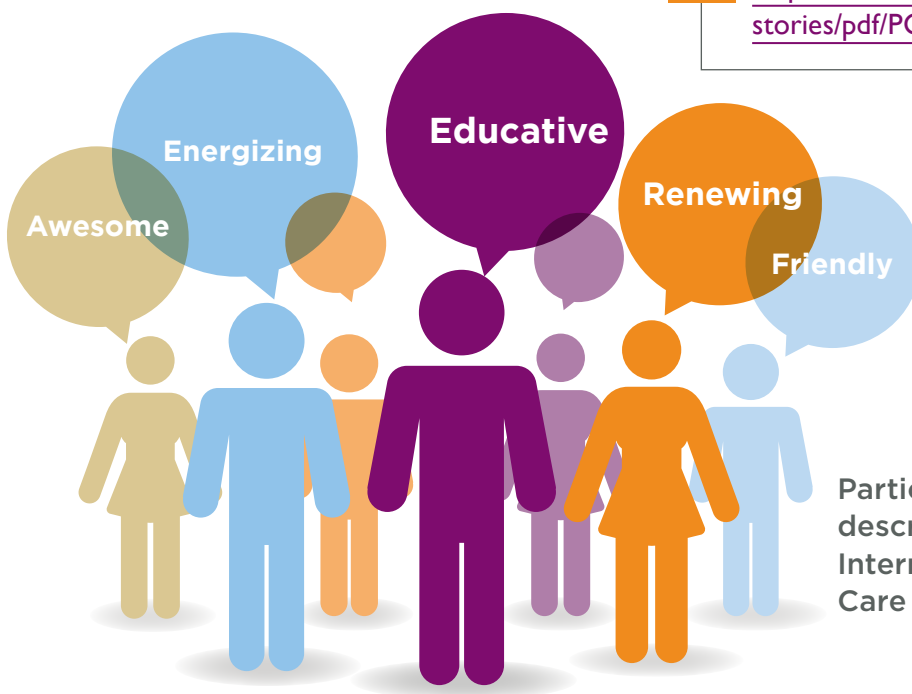 stories/pdf/PC
Educative
Energizing
Renewing
Awesome
Friendly
Partic
descr
Intern
Care